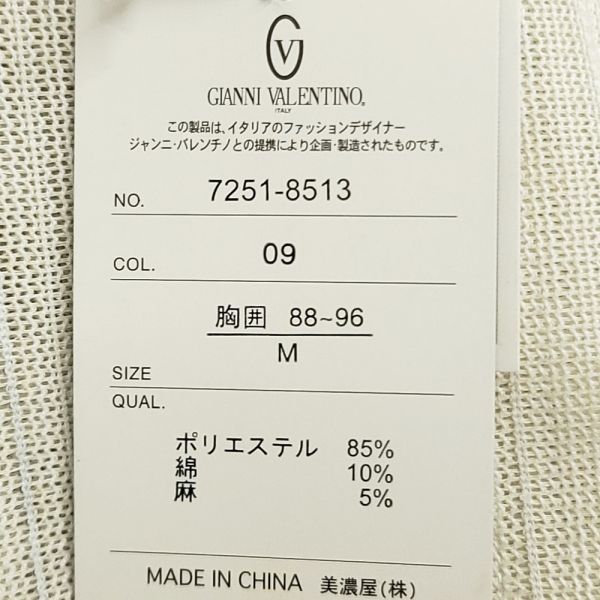 GV
GIANNI VALENTINO®
ITALY
この製品は、イタリアのファッションデザイナー
ジャンニ・バレンチノとの提携により企画・製造されたものです。
NO. 7251-8513
COL. 09
胸囲 88~96
M
SIZE
QUAL.
ポリエステル 85%
綿 10%
麻 5%
MADE IN CHINA 美濃屋(株)